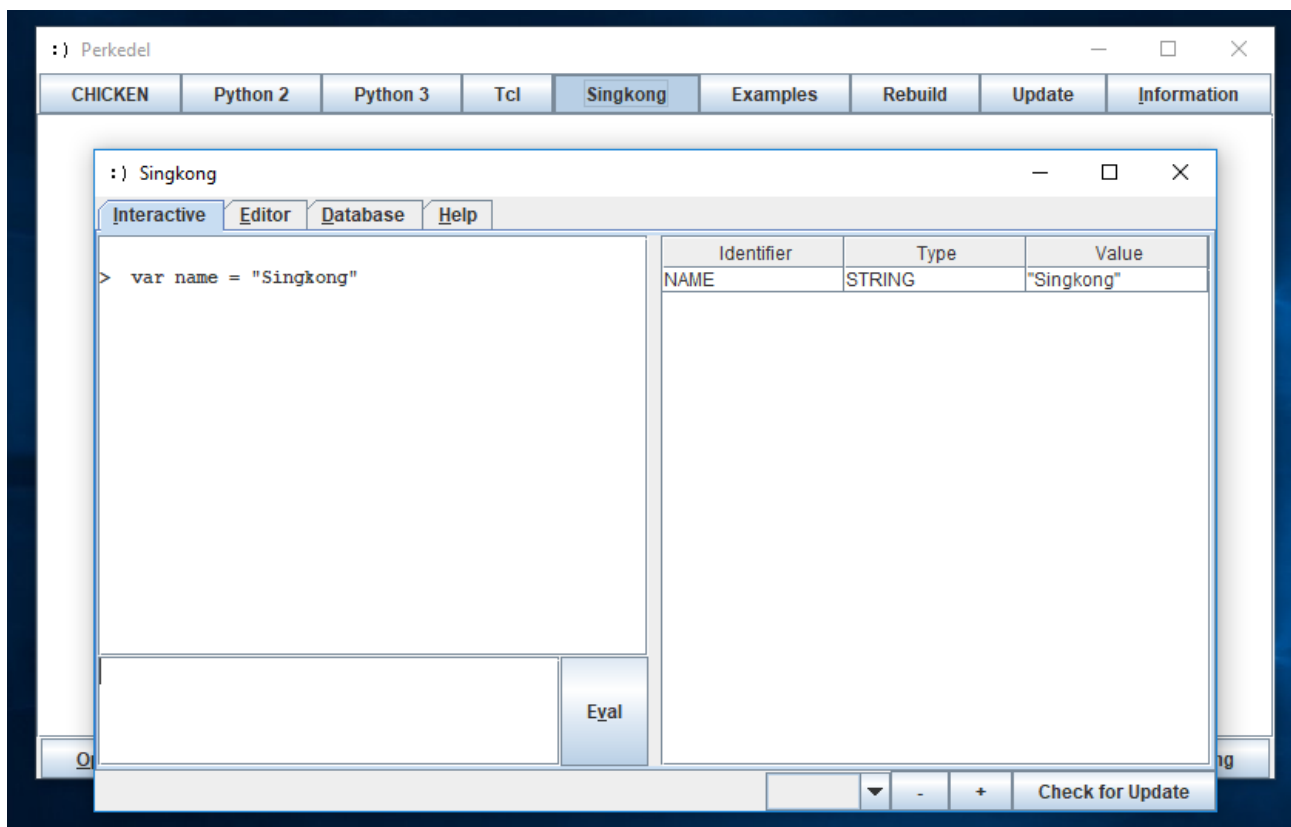 :) Perkedel
CHICKEN Python 2 Python 3 Tcl Singkong Examples Rebuild Update Information
:) Singkong
Interactive Editor Database Help
> var name = "Singkong"
Identifier Type Value
NAME STRING "Singkong"
Eval
- + Check for Update